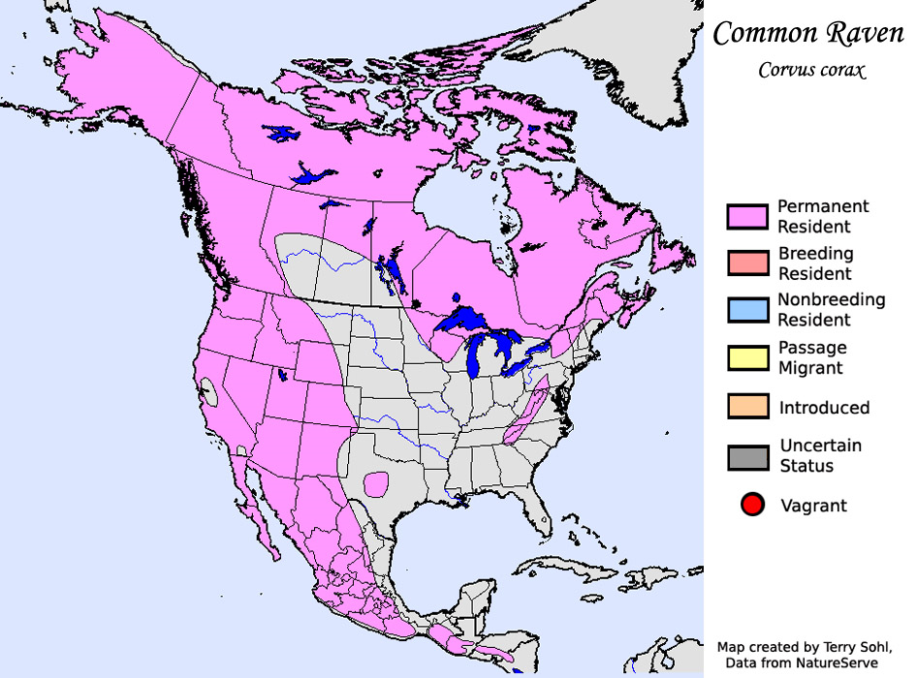 Common Raven
Corvus corax
Permanent
Resident
Breeding
Resident
Nonbreeding
Resident
Passage
Migrant
Introduced
Uncertain
Status
Vagrant
Map created by Terry Sohl,
Data from NatureServe